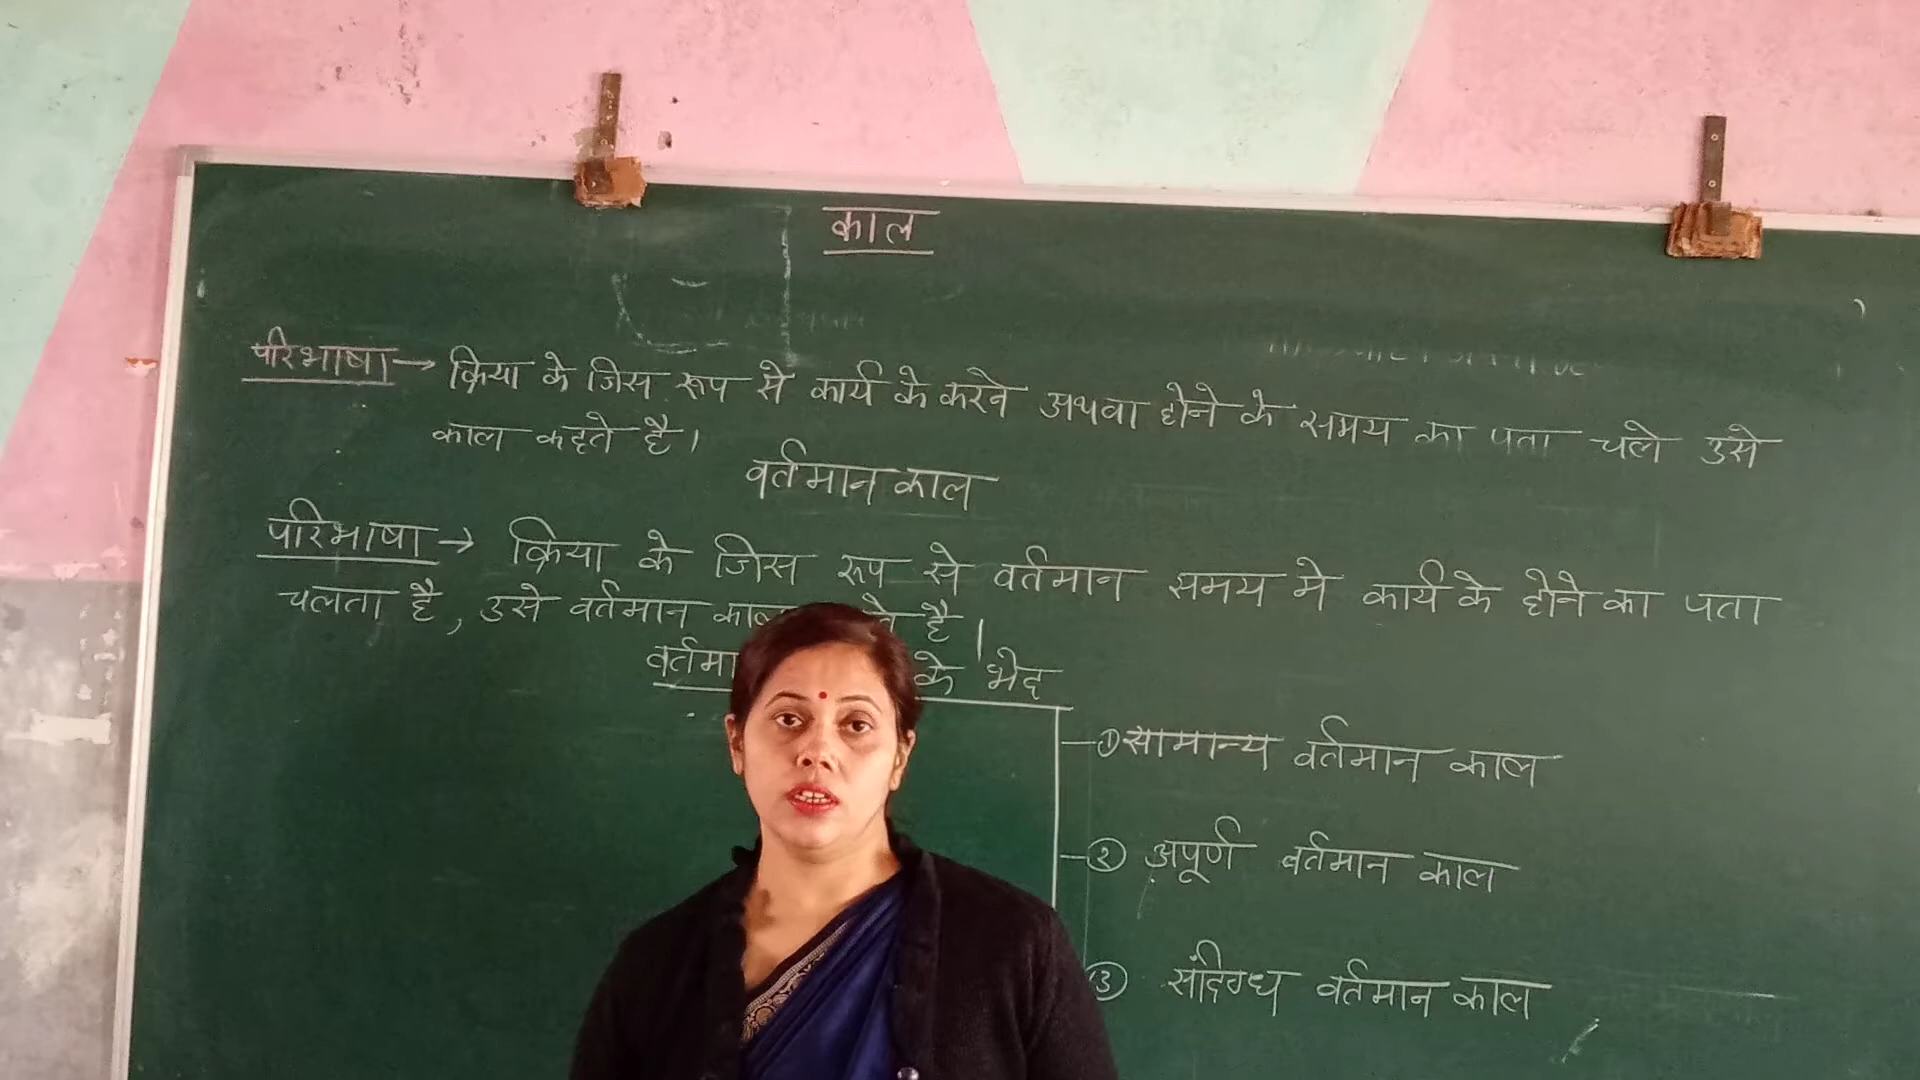 काल
परिभाषा → क्रिया के जिस रूप से कार्य के करने अथवा होने के समय का पता चले उसे
काल कहते है।
वर्तमान काल
परिभाषा → क्रिया के जिस रूप से वर्तमान समय मे कार्य के होने का पता
चलता है, उसे वर्तमान काल है।
के भेद
① सामान्य वर्तमान काल
② अपूर्ण वर्तमान काल
③ संदिग्ध वर्तमान काल